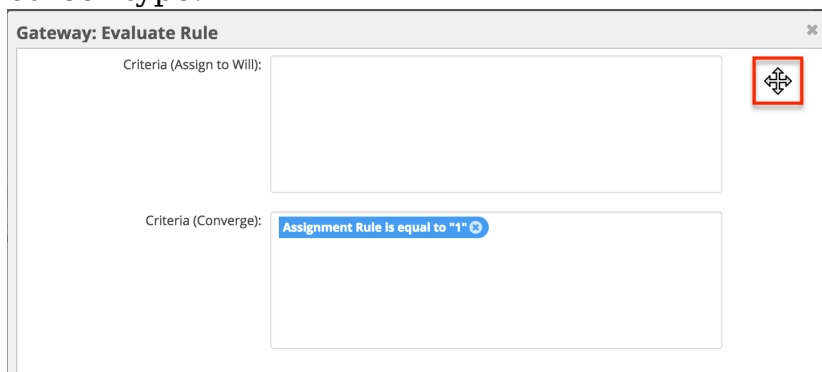 Gateway: Evaluate Rule
Criteria (Assign to Will):
Criteria (Converge):
Assignment Rule is equal to "1"